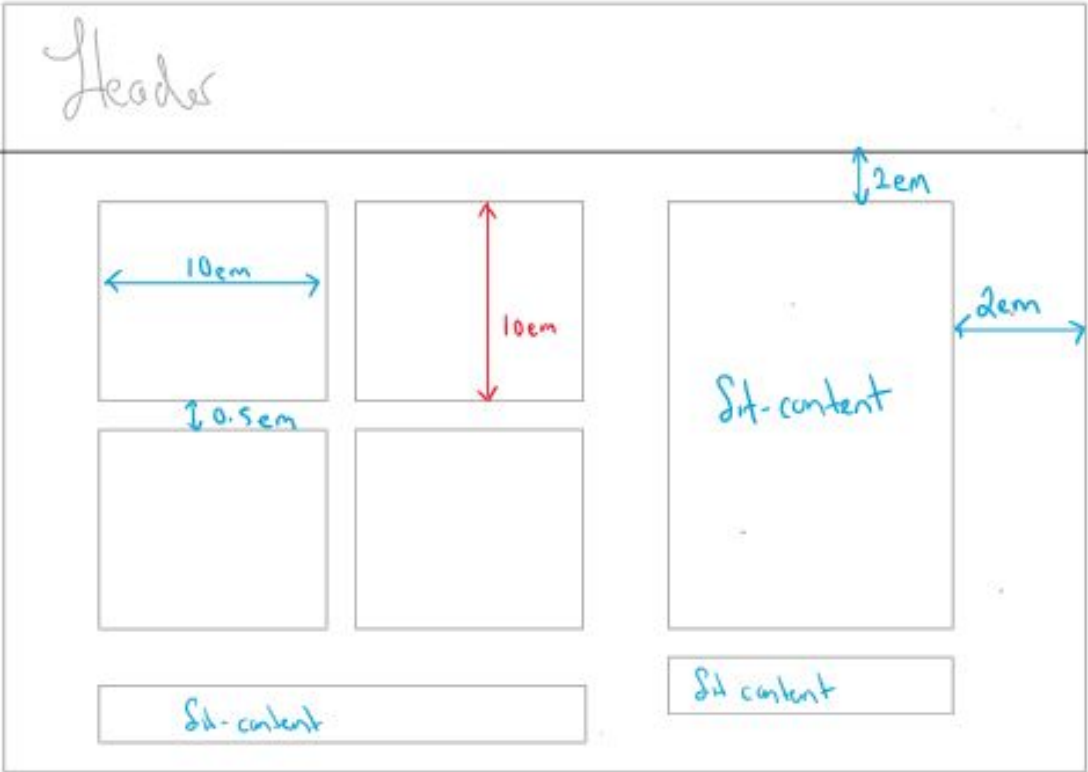 Header
2em
10em
2em
10em
fit-content
0.5em
fit content
fit-content